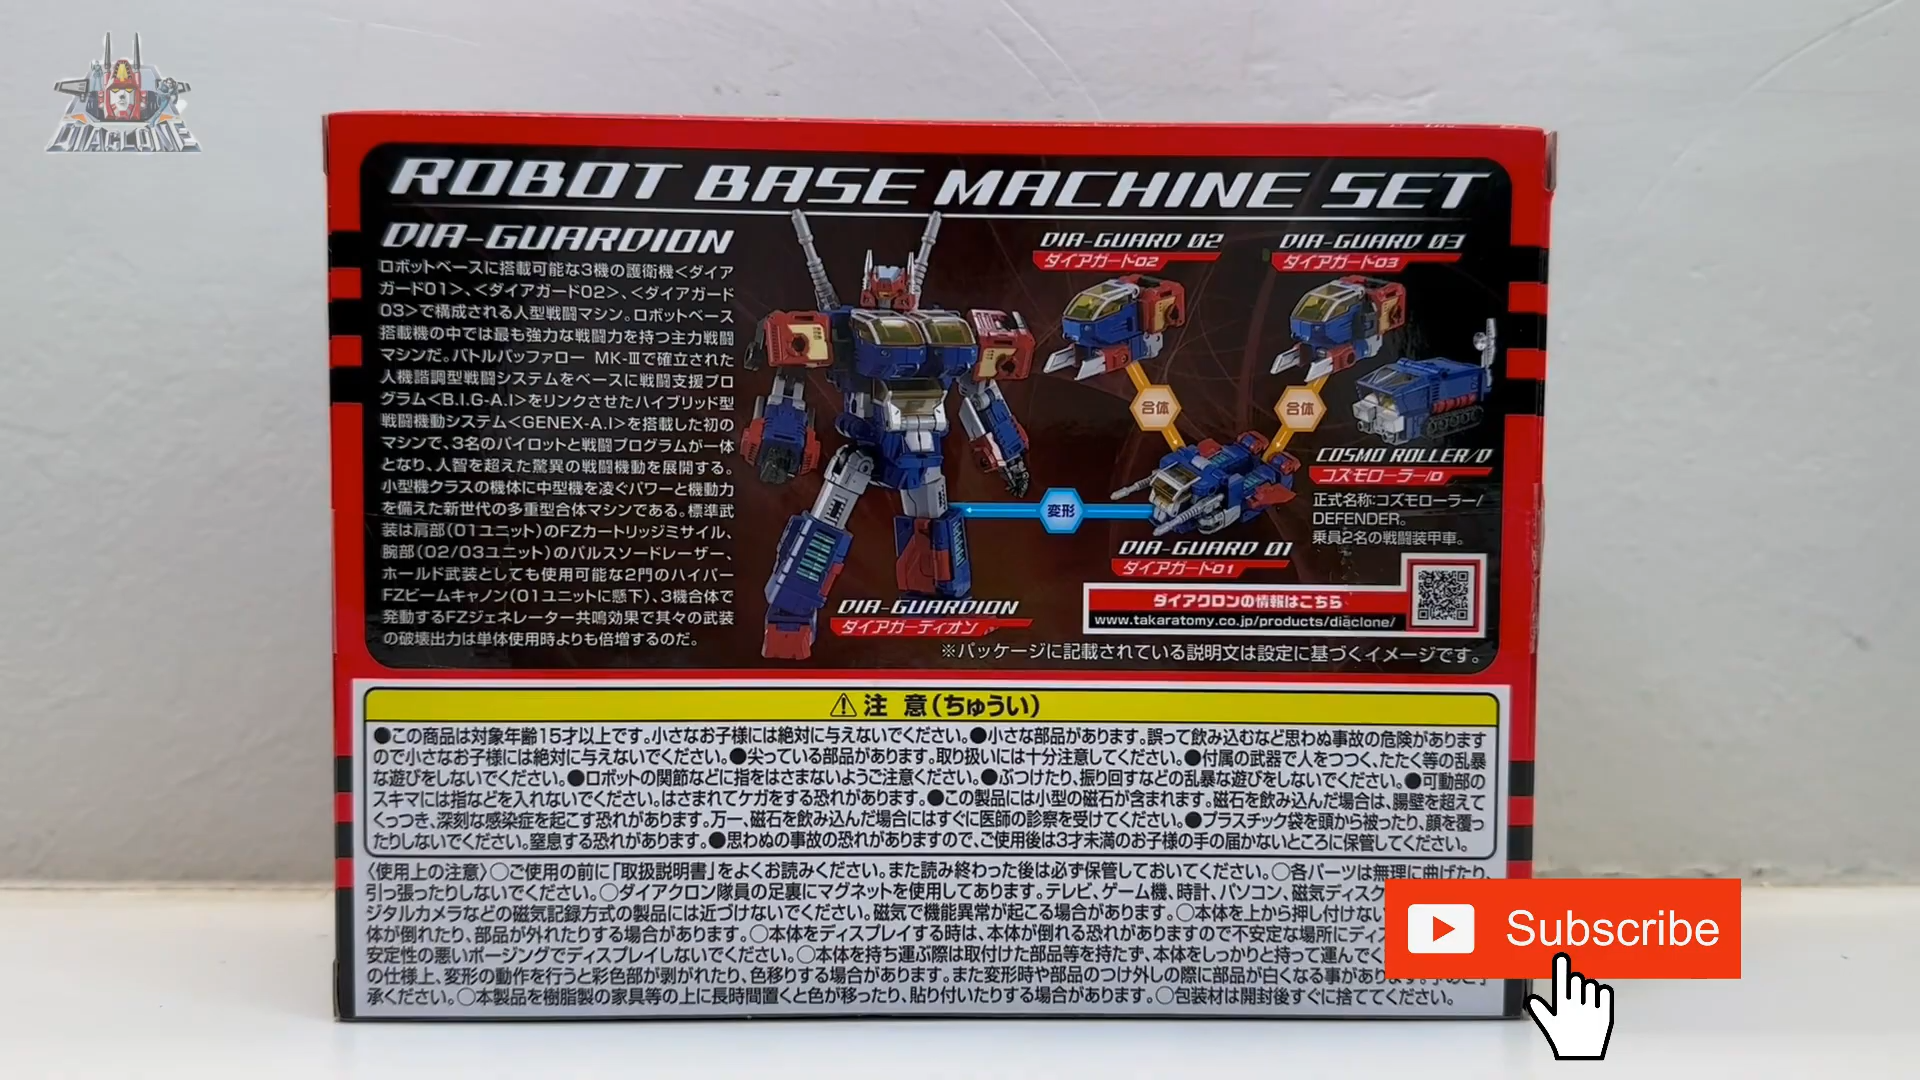 DIACLONE
ROBOT BASE MACHINE SET
DIA-GUARDION
ロボットベースに搭載可能な3機の護衛機<ダイア
ガード01>、<ダイアガード02>、<ダイアガード
03>で構成される人型戦闘マシン。ロボットベース
搭載機の中では最も強力な戦闘力を持つ主力戦闘
マシンだ。バトルバッファロー MK-Ⅲで確立された
人機諧調型戦闘システムをベースに戦闘支援プロ
グラム<B.I.G-A.I>をリンクさせたハイブリッド型
戦闘機動システム<GENEX-A.I>を搭載した初の
マシンで、3名のパイロットと戦闘プログラムが一体
となり、人智を超えた驚異の戦闘機動を展開する。
小型機クラスの機体に中型機を凌ぐパワーと機動力
を備えた新世代の多重型合体マシンである。標準武
装は肩部(01ユニット)のFZカートリッジミサイル、
腕部(02/03ユニット)のパルスソードレーザー、
ホールド武装としても使用可能な2門のハイパー
FZビームキャノン(01ユニットに懸下)、3機合体で
発動するFZジェネレーター共鳴効果で其々の武装
の破壊出力は単体使用時よりも倍増するのだ。
DIA-GUARD 02
ダイアガード02
DIA-GUARD 03
ダイアガード03
合体
合体
COSMO ROLLER/D
コスモローラー/D
正式名称:コズモローラー/
DEFENDER。
乗員2名の戦闘装甲車。
変形
DIA-GUARD 01
ダイアガード01
DIA-GUARDION
ダイアガーディオン
ダイアクロンの情報はこちら
www.takaratomy.co.jp/products/diaclone/
※パッケージに記載されている説明文は設定に基づくイメージです。
⚠注 意(ちゅうい)
●この商品は対象年齢15才以上です。小さなお子様には絶対に与えないでください。●小さな部品があります。誤って飲み込むなど思わぬ事故の危険があります
ので小さなお子様には絶対に与えないでください。●尖っている部品があります。取り扱いには十分注意してください。●付属の武器で人をつつく、たたく等の乱暴
な遊びをしないでください。●ロボットの関節などに指をはさまないようご注意ください。●ぶつけたり、振り回すなどの乱暴な遊びをしないでください。●可動部の
スキマには指などを入れないでください。はさまれてケガをする恐れがあります。●この製品には小型の磁石が含まれます。磁石を飲み込んだ場合は、腸壁を超えて
くっつき、深刻な感染症を起こす恐れがあります。万一、磁石を飲み込んだ場合にはすぐに医師の診察を受けてください。●プラスチック袋を頭から被ったり、顔を覆っ
たりしないでください。窒息する恐れがあります。●思わぬの事故の恐れがありますので、ご使用後は3才未満のお子様の手の届かないところに保管してください。
〈使用上の注意〉○ご使用の前に「取扱説明書」をよくお読みください。また読み終わった後は必ず保管しておいてください。○各パーツは無理に曲げたり、
引っ張ったりしないでください。○ダイアクロン隊員の足裏にマグネットを使用してあります。テレビ、ゲーム機、時計、パソコン、磁気ディスク
ジタルカメラなどの磁気記録方式の製品には近づけないでください。磁気で機能異常が起こる場合があります。○本体を上から押し付けない
体が倒れたり、部品が外れたりする場合があります。○本体をディスプレイする時は、本体が倒れる恐れがありますので不安定な場所にディス
安定性の悪いポージングでディスプレイしないでください。○本体を持ち運ぶ際は取付けた部品等を持たず、本体をしっかりと持って運んでく
の仕様上、変形の動作を行うと彩色部が剥がれたり、色移りする場合があります。また変形時や部品のつけ外しの際に部品が白くなる事があり
承ください。○本製品を樹脂製の家具等の上に長時間置くと色が移ったり、貼り付いたりする場合があります。○包装材は開封後すぐに捨ててください。
Subscribe